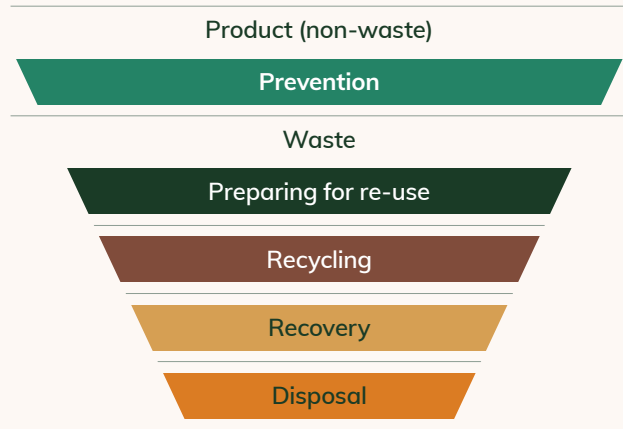 Product (non-waste)
Prevention
Waste
Preparing for re-use
Recycling
Recovery
Disposal